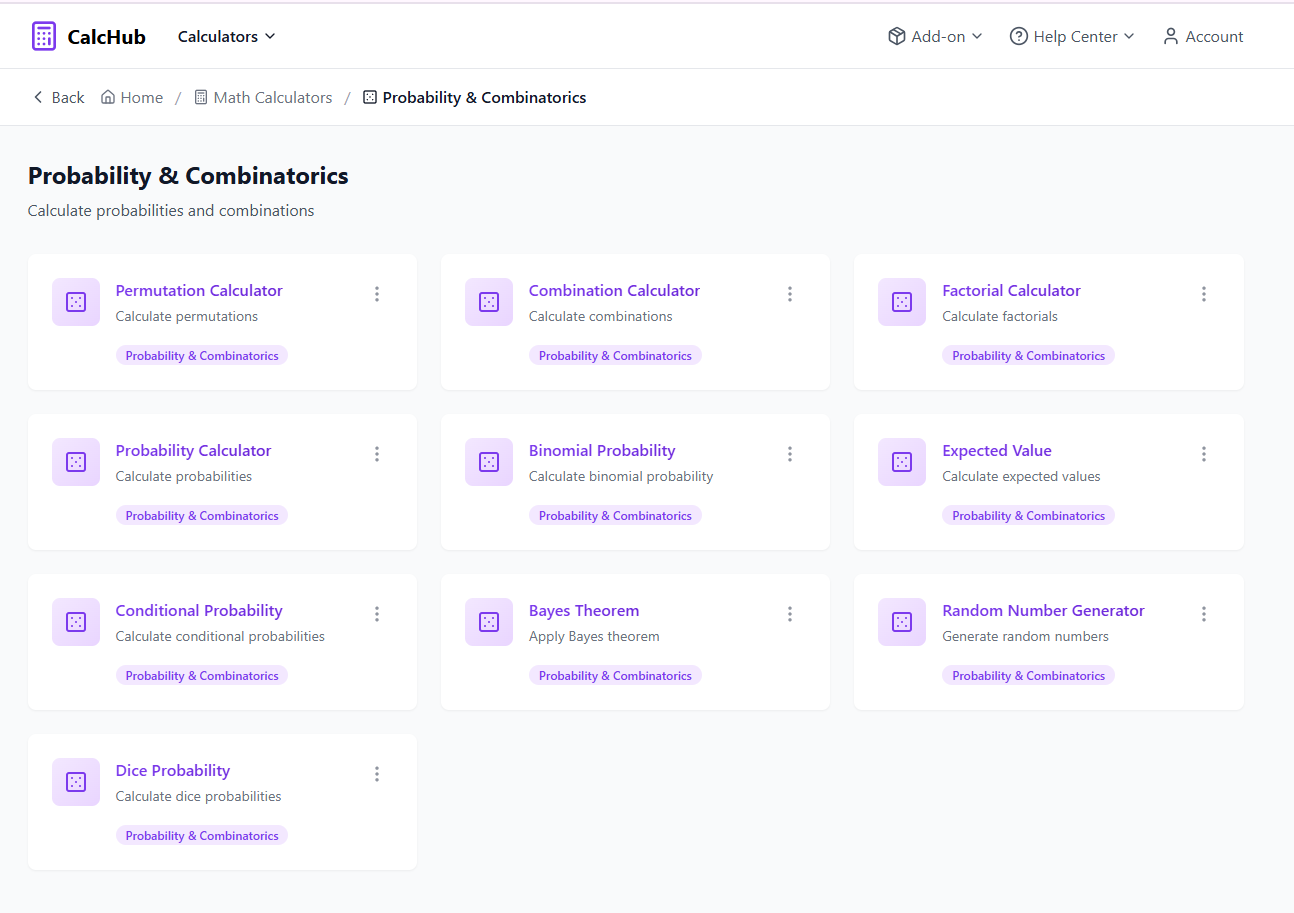 CalcHub Calculators Add-on Help Center Account
Back Home / Math Calculators / Probability & Combinatorics
Probability & Combinatorics
Calculate probabilities and combinations
Permutation Calculator
Calculate permutations
Probability & Combinatorics
Combination Calculator
Calculate combinations
Probability & Combinatorics
Factorial Calculator
Calculate factorials
Probability & Combinatorics
Probability Calculator
Calculate probabilities
Probability & Combinatorics
Binomial Probability
Calculate binomial probability
Probability & Combinatorics
Expected Value
Calculate expected values
Probability & Combinatorics
Conditional Probability
Calculate conditional probabilities
Probability & Combinatorics
Bayes Theorem
Apply Bayes theorem
Probability & Combinatorics
Random Number Generator
Generate random numbers
Probability & Combinatorics
Dice Probability
Calculate dice probabilities
Probability & Combinatorics